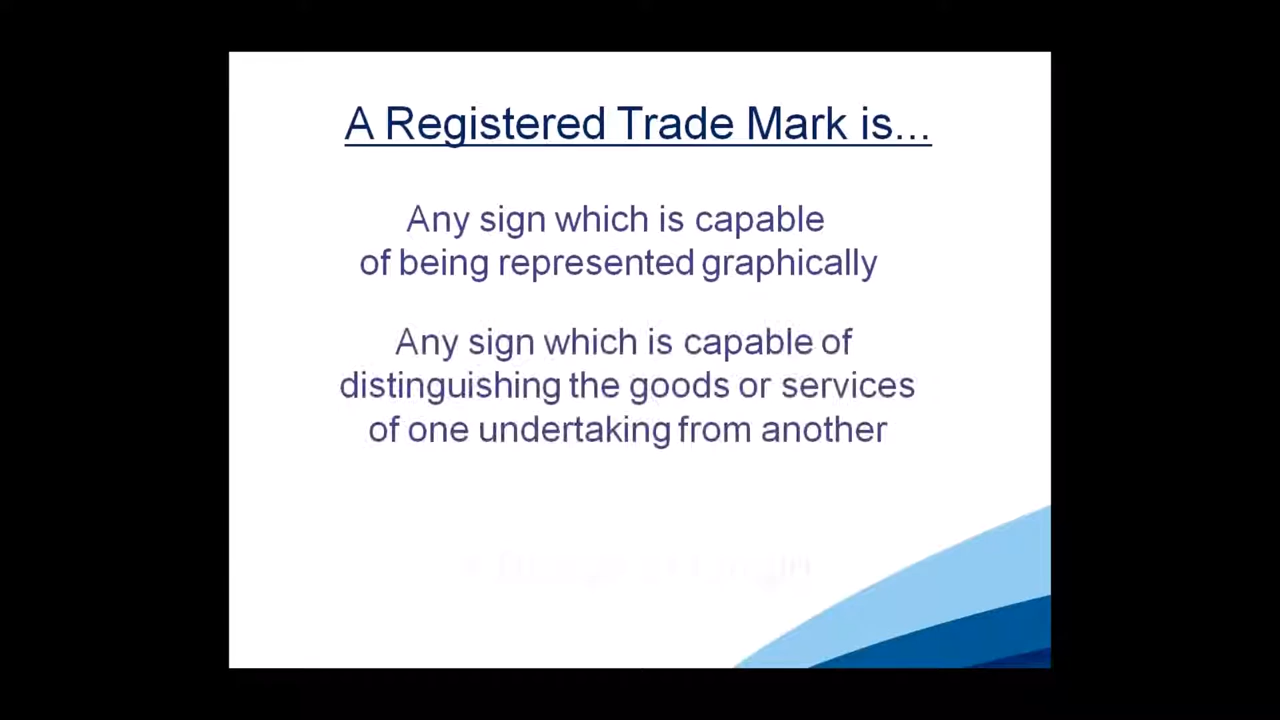 A Registered Trade Mark is...
Any sign which is capable
of being represented graphically
Any sign which is capable of
distinguishing the goods or services
of one undertaking from another